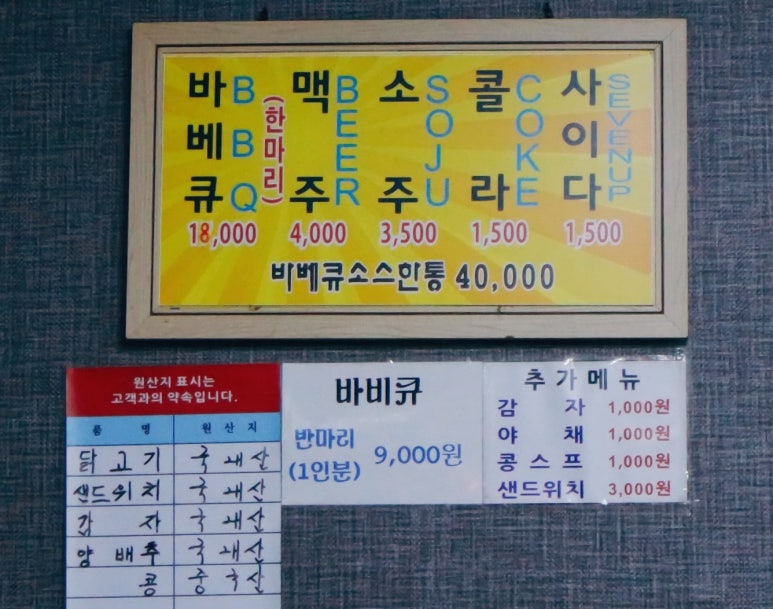 바베큐 BBQ (한마리) 맥주 BEER 소주 SOJU 콜라 COKE 사이다 SEVENUP
18,000 4,000 3,500 1,500 1,500
바베큐소스한통 40,000
원산지 표시는
고객과의 약속입니다.
품 명 원 산 지
닭고기 국내산
샌드위치 국내산
감 자 국내산
양 배 추 국내산
콩 중국산
바비큐
반마리
(1인분) 9,000원
추가메뉴
감 자 1,000원
야 채 1,000원
콩스프 1,000원
샌드위치 3,000원